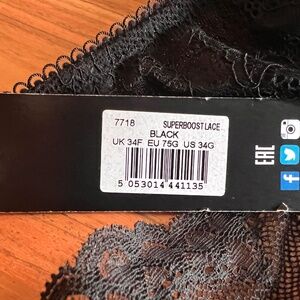 7718 SUPERBOOST LACE...
BLACK
UK 34F EU 75G US 34G
5 053014 441135
EAC